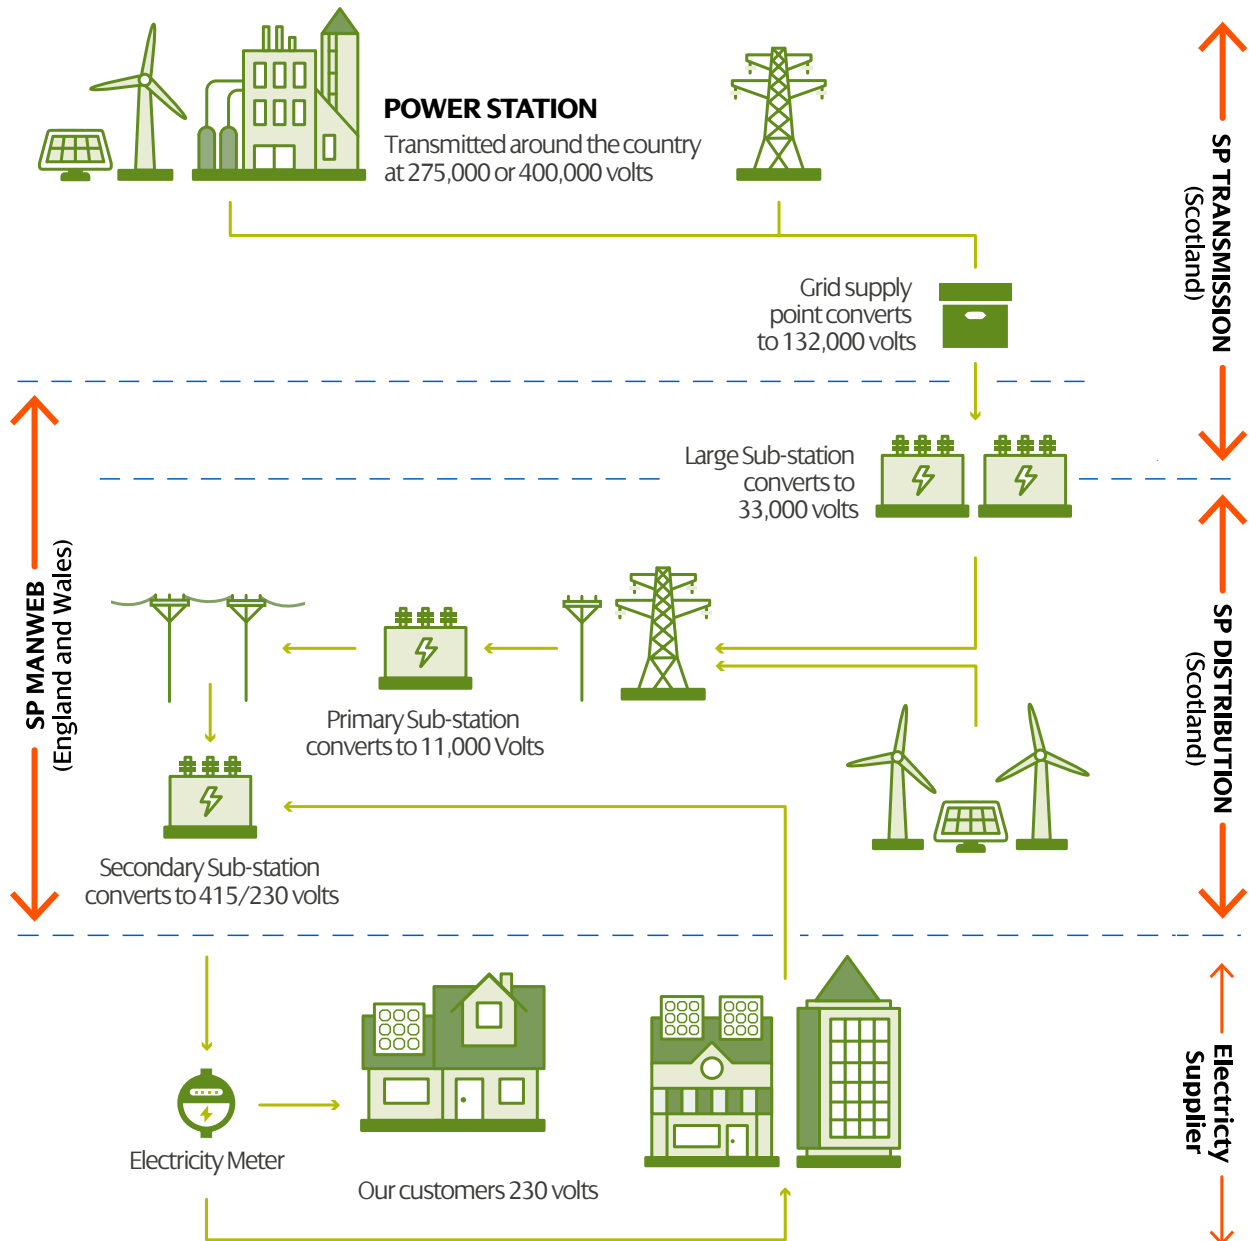 POWER STATION
Transmitted around the country
at 275,000 or 400,000 volts
SP TRANSMISSION
(Scotland)
Grid supply
point converts
to 132,000 volts
Large Sub-station
converts to
33,000 volts
SP MANWEB
(England and Wales)
SP DISTRIBUTION
(Scotland)
Primary Sub-station
converts to 11,000 Volts
Secondary Sub-station
converts to 415/230 volts
Electricty
Supplier
Electricity Meter
Our customers 230 volts